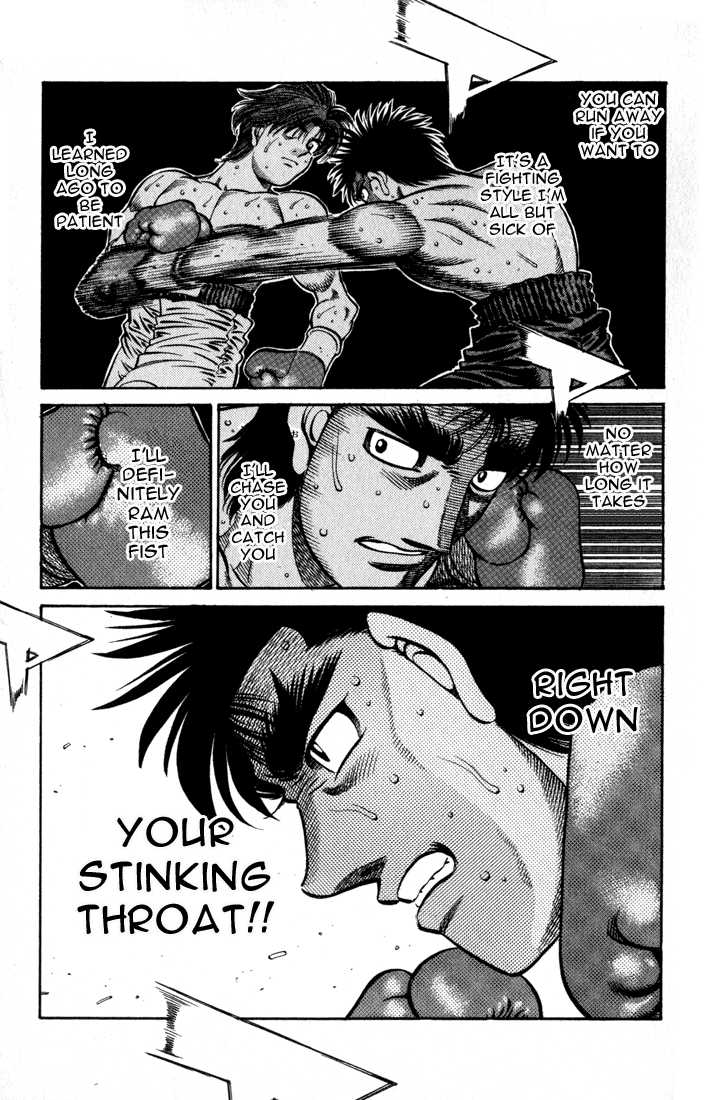 YOU CAN
RUN AWAY
IF YOU
WANT TO
IT'S A
FIGHTING
STYLE I'M
ALL BUT
SICK OF
I
LEARNED
LONG
AGO TO
BE
PATIENT
NO
MATTER
HOW
LONG IT
TAKES
I'LL
CHASE
YOU
AND
CATCH
YOU
I'LL
DEFI-
NITELY
RAM
THIS
FIST
RIGHT
DOWN
YOUR
STINKING
THROAT!!